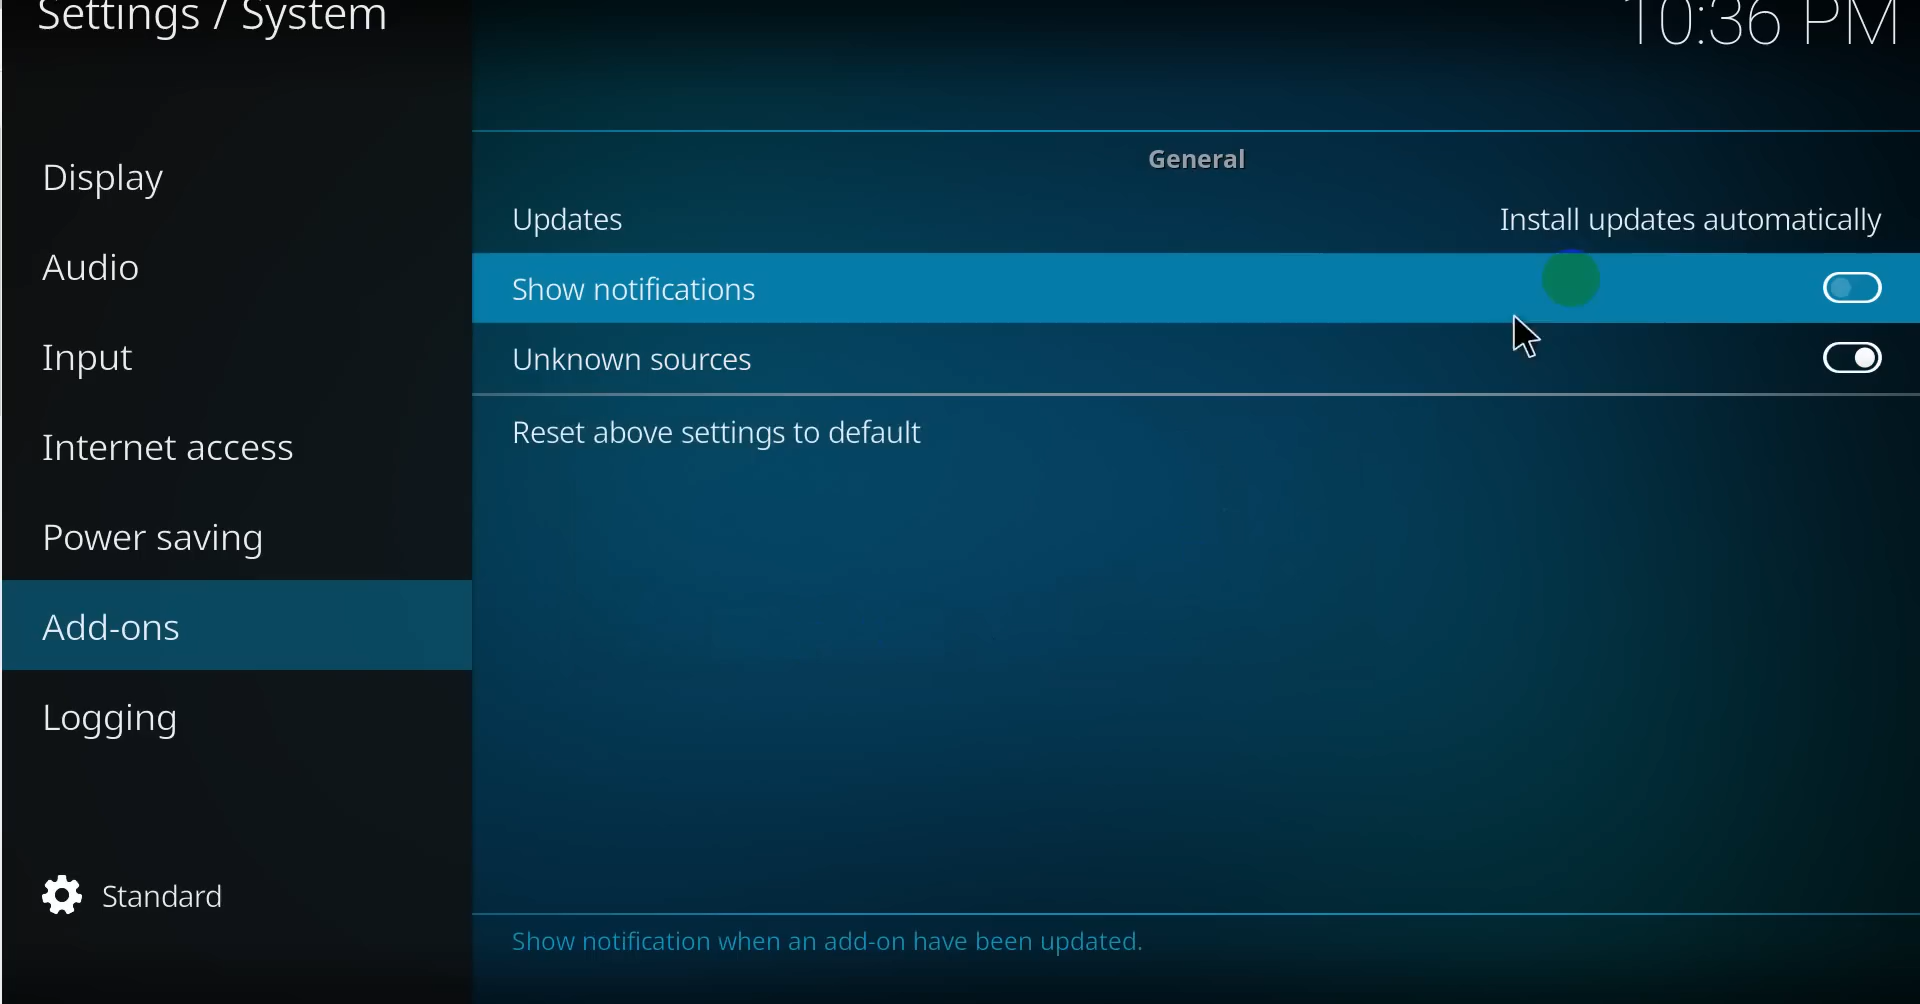 Settings / System
10:36 PM
Display
Audio
Input
Internet access
Power saving
Add-ons
Logging
Standard
General
Updates Install updates automatically
Show notifications
Unknown sources
Reset above settings to default
Show notification when an add-on have been updated.